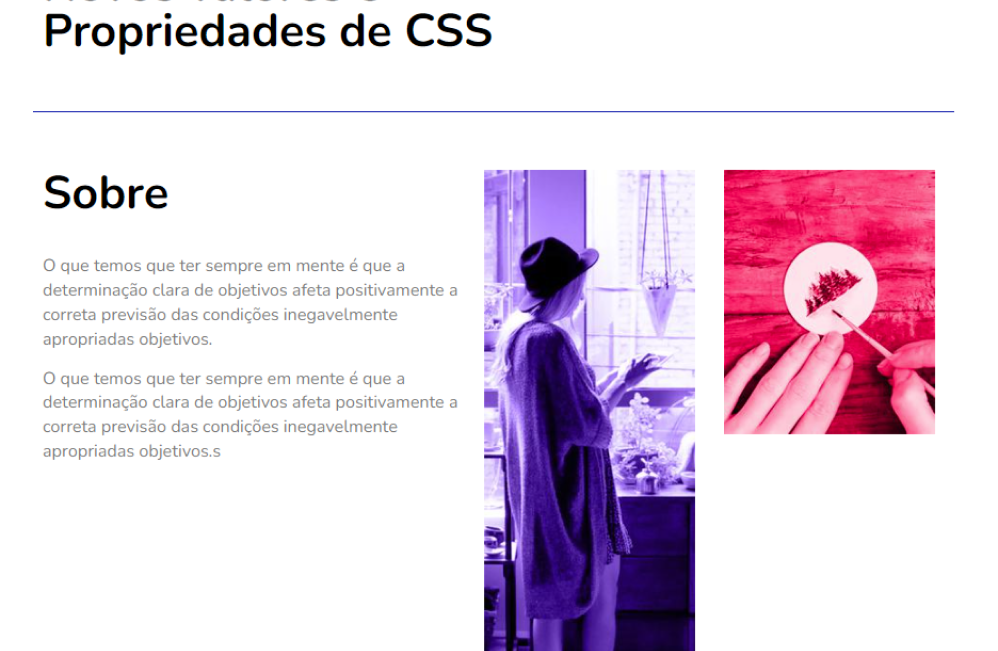 Propriedades de CSS
Sobre
O que temos que ter sempre em mente é que a
determinação clara de objetivos afeta positivamente a
correta previsão das condições inegavelmente
apropriadas objetivos.
O que temos que ter sempre em mente é que a
determinação clara de objetivos afeta positivamente a
correta previsão das condições inegavelmente
apropriadas objetivos.s